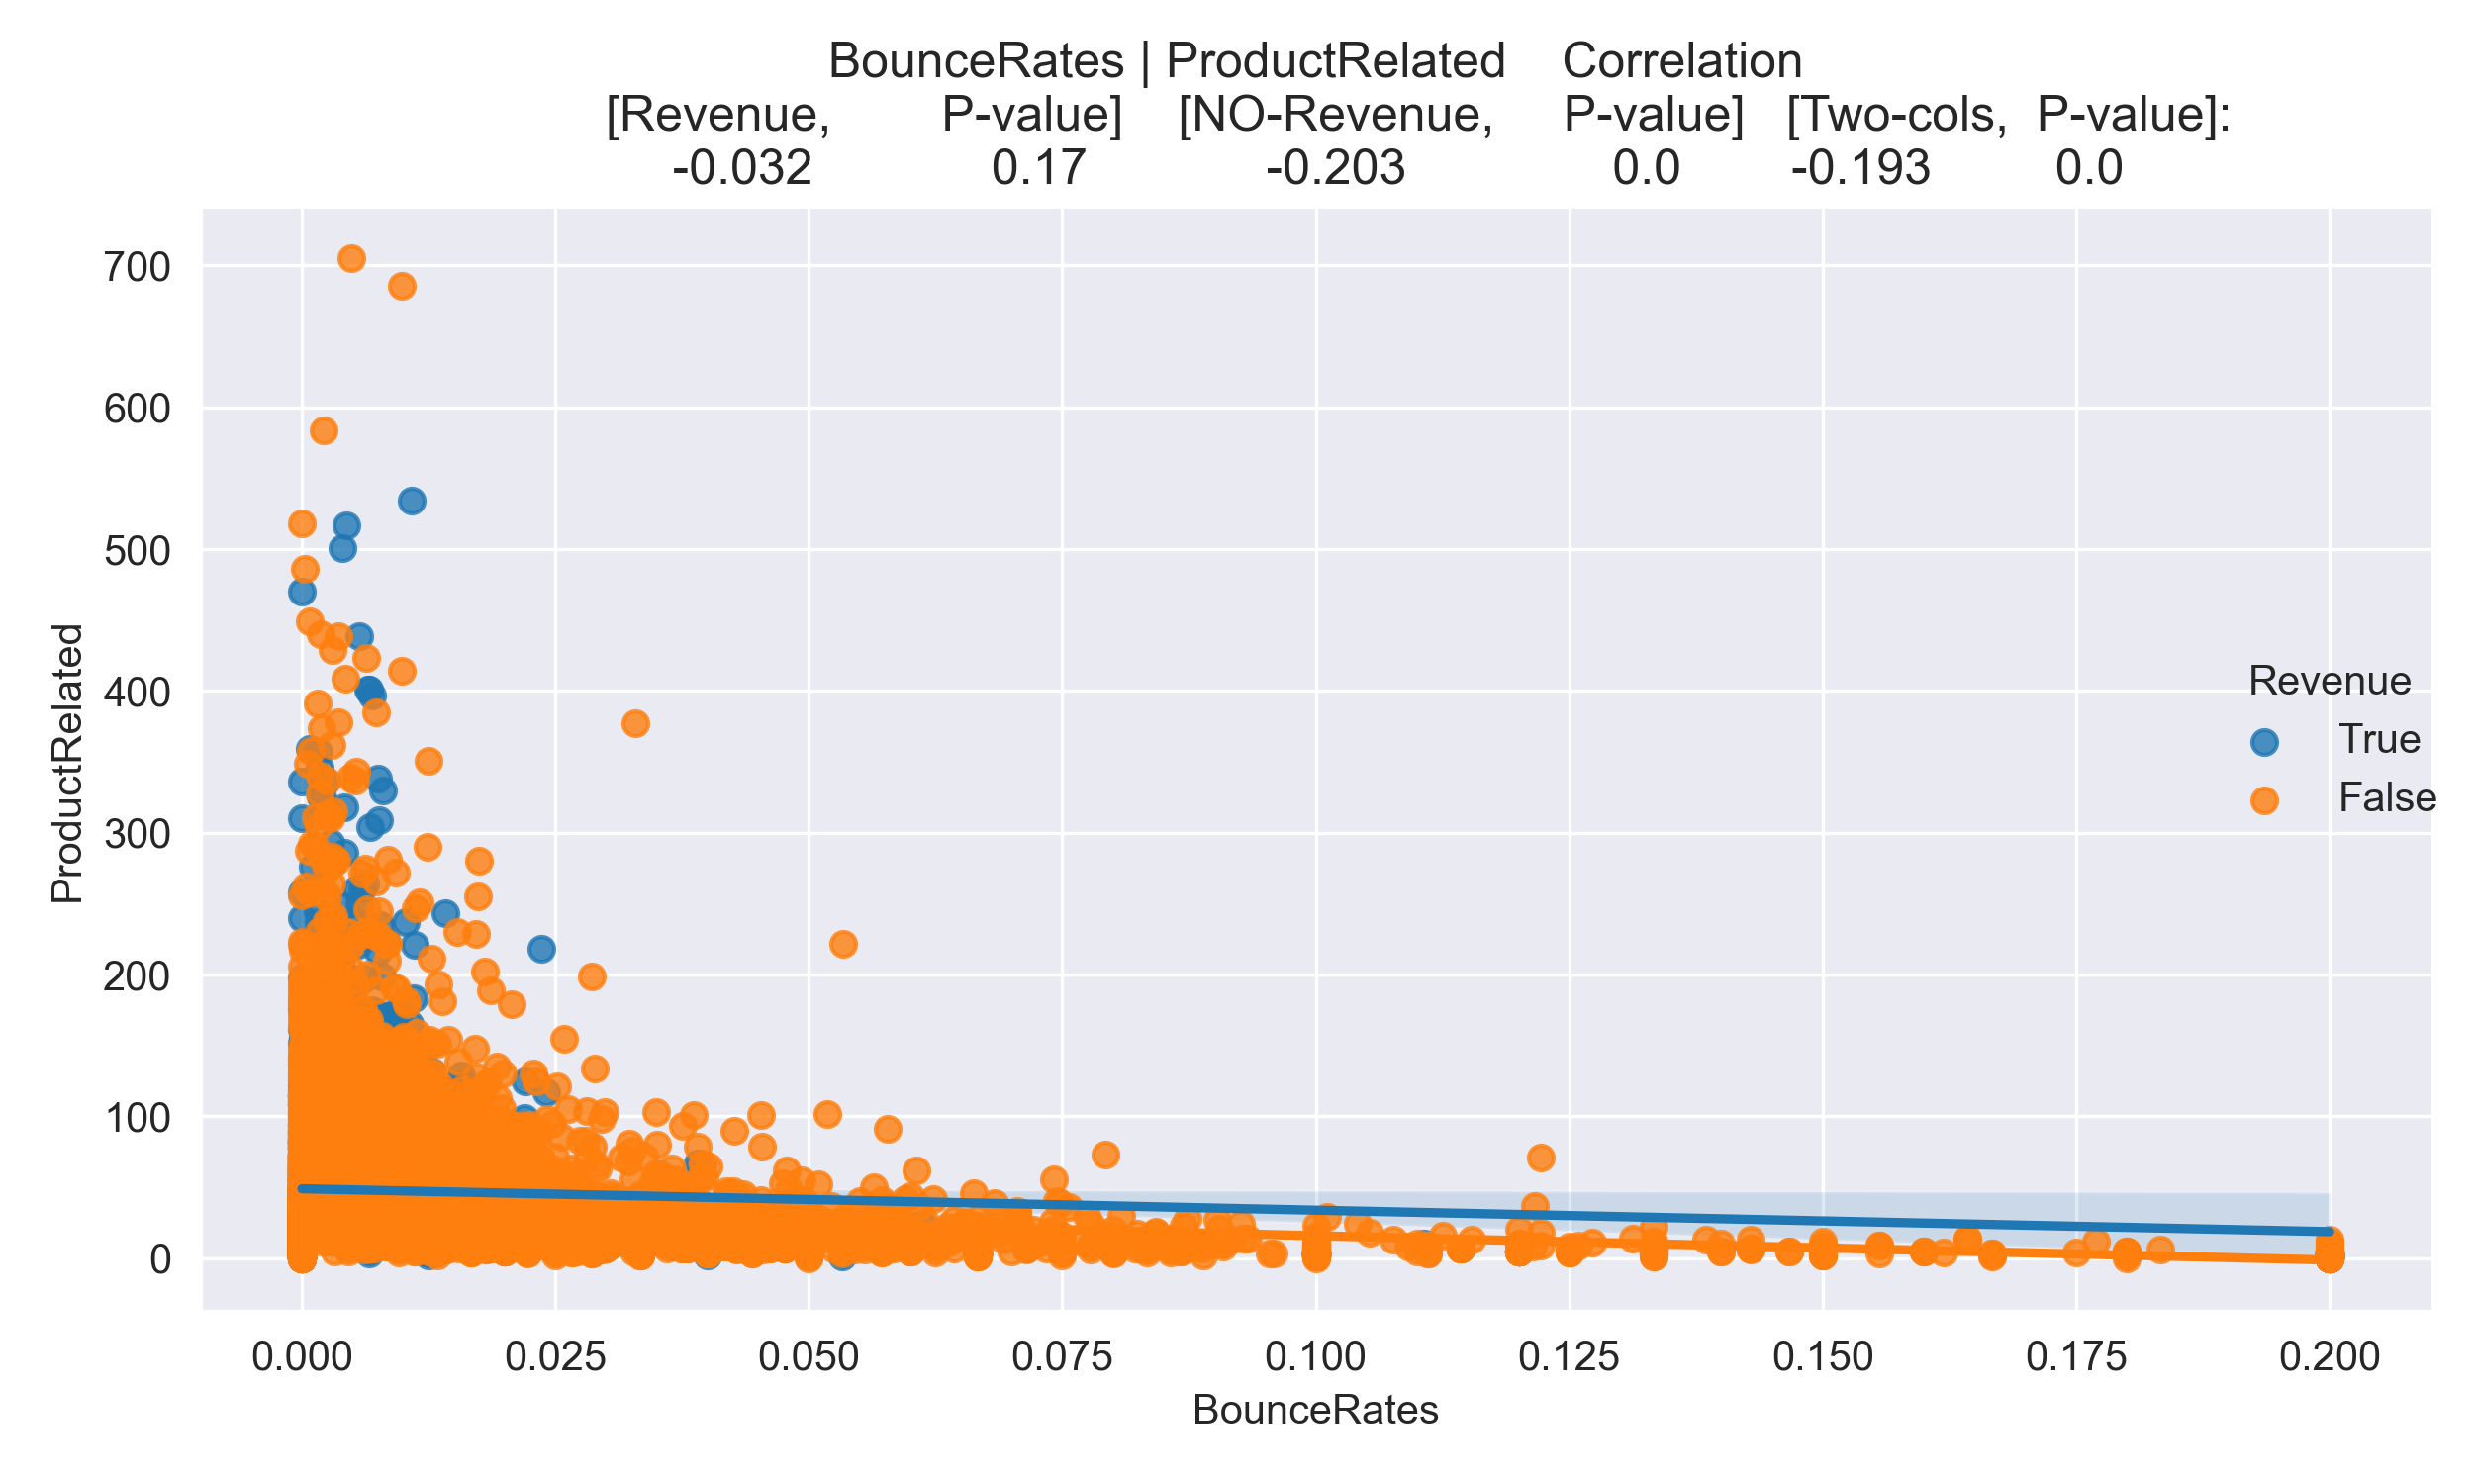 BounceRates | ProductRelated Correlation
[Revenue, P-value] [NO-Revenue, P-value] [Two-cols, P-value]:
-0.032 0.17 -0.203 0.0 -0.193 0.0
700
600
500
400
300
200
100
0
ProductRelated
Revenue
True
False
0.000 0.025 0.050 0.075 0.100 0.125 0.150 0.175 0.200
BounceRates